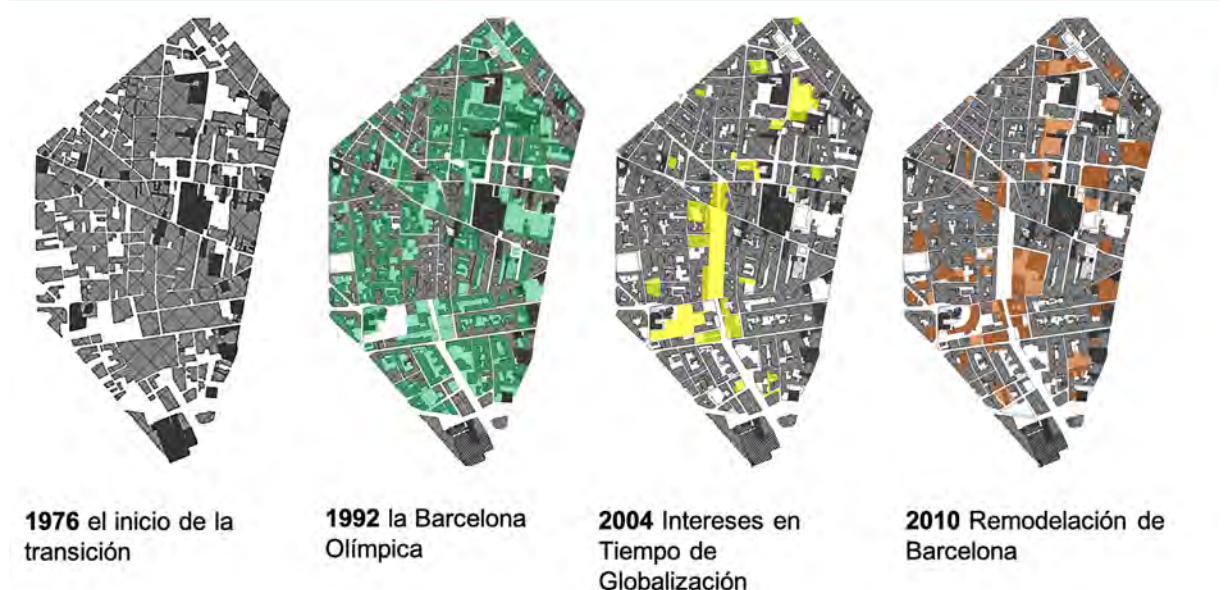 1976 el inicio de la
transición
1992 la Barcelona
Olímpica
2004 Intereses en
Tiempo de
Globalización
2010 Remodelación de
Barcelona